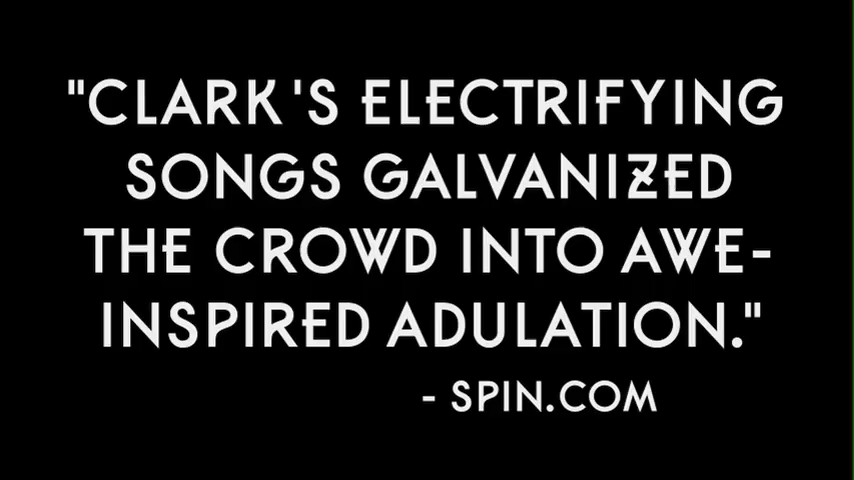 "CLARK'S ELECTRIFYING
SONGS GALVANIZED
THE CROWD INTO AWE-
INSPIRED ADULATION."
- SPIN.COM